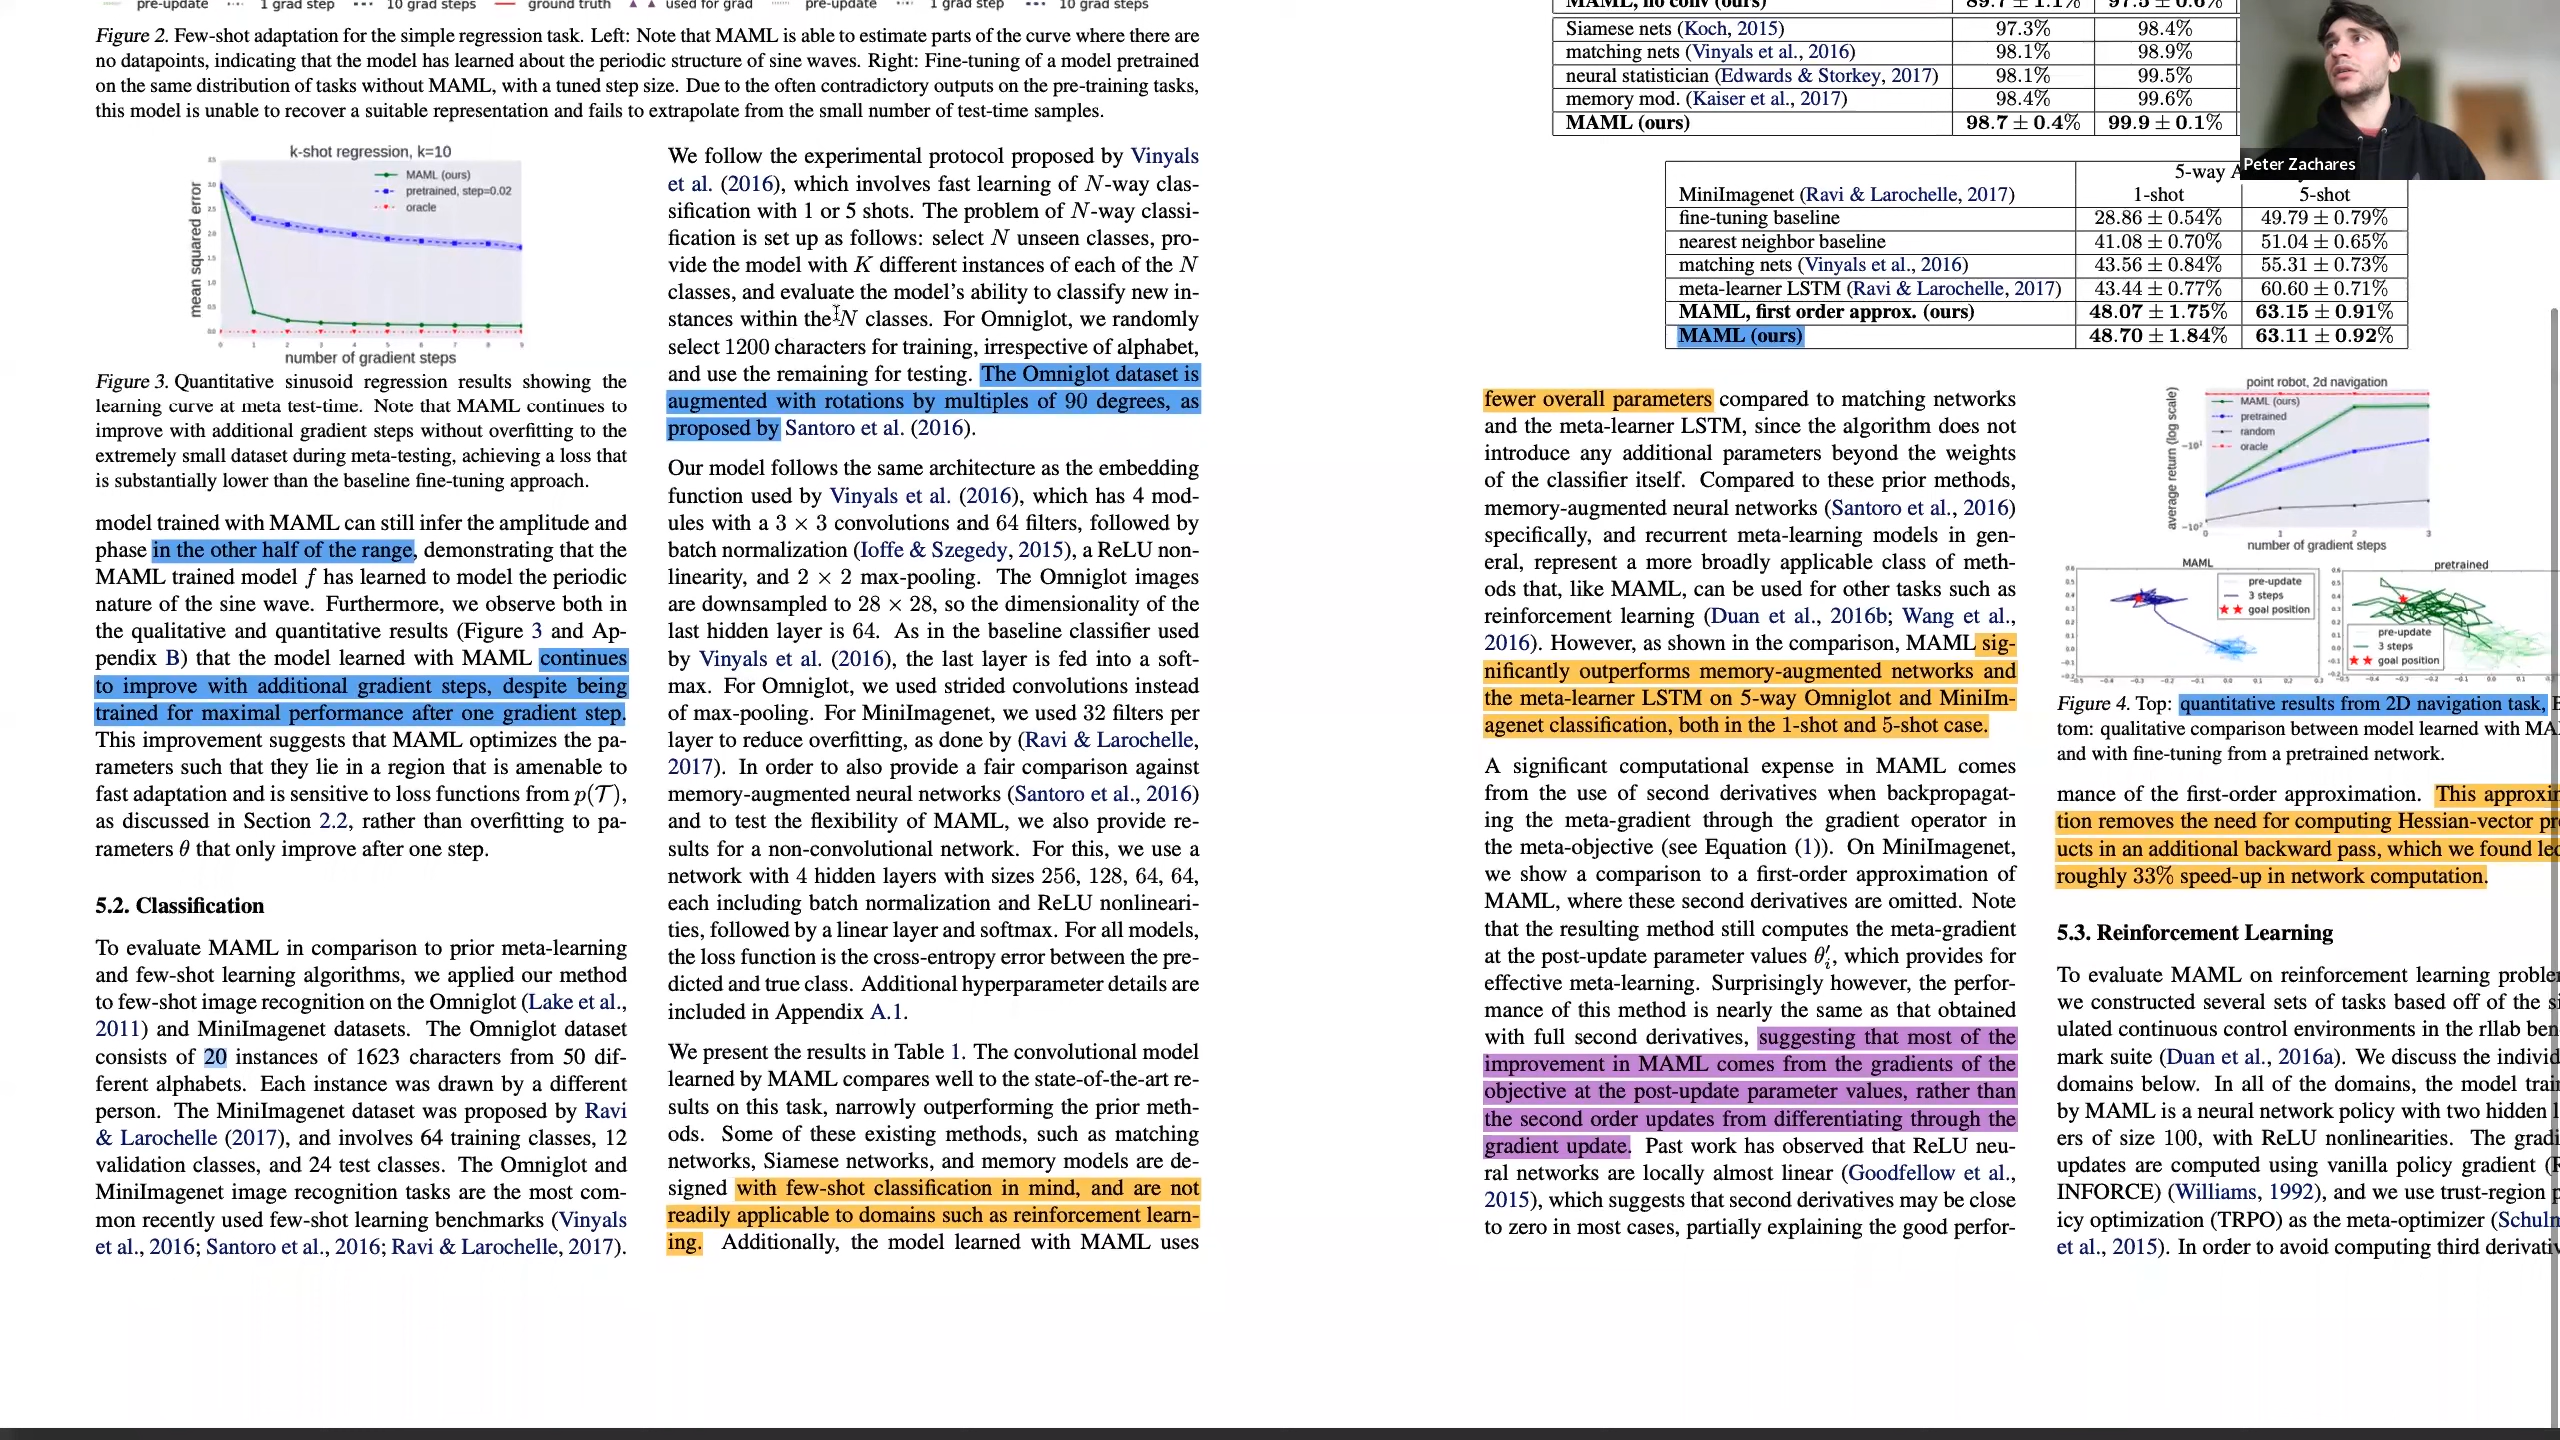 pre-update 1 grad step 10 grad steps ground truth used for grad pre-update 1 grad step 10 grad steps
Figure 2. Few-shot adaptation for the simple regression task. Left: Note that MAML is able to estimate parts of the curve where there are
no datapoints, indicating that the model has learned about the periodic structure of sine waves. Right: Fine-tuning of a model pretrained
on the same distribution of tasks without MAML, with a tuned step size. Due to the often contradictory outputs on the pre-training tasks,
this model is unable to recover a suitable representation and fails to extrapolate from the small number of test-time samples.
k-shot regression, k=10
MAML (ours)
pretrained, step=0.02
oracle
mean squared error
3.5
3.0
2.5
2.0
1.5
1.0
0.5
0.0
0 1 2 3 4 5 6 7 8 9
number of gradient steps
Figure 3. Quantitative sinusoid regression results showing the
learning curve at meta test-time. Note that MAML continues to
improve with additional gradient steps without overfitting to the
extremely small dataset during meta-testing, achieving a loss that
is substantially lower than the baseline fine-tuning approach.
model trained with MAML can still infer the amplitude and
phase in the other half of the range, demonstrating that the
MAML trained model f has learned to model the periodic
nature of the sine wave. Furthermore, we observe both in
the qualitative and quantitative results (Figure 3 and Ap-
pendix B) that the model learned with MAML continues
to improve with additional gradient steps, despite being
trained for maximal performance after one gradient step.
This improvement suggests that MAML optimizes the pa-
rameters such that they lie in a region that is amenable to
fast adaptation and is sensitive to loss functions from p(𝒯),
as discussed in Section 2.2, rather than overfitting to pa-
rameters θ that only improve after one step.
5.2. Classification
To evaluate MAML in comparison to prior meta-learning
and few-shot learning algorithms, we applied our method
to few-shot image recognition on the Omniglot (Lake et al.,
2011) and MiniImagenet datasets. The Omniglot dataset
consists of 20 instances of 1623 characters from 50 dif-
ferent alphabets. Each instance was drawn by a different
person. The MiniImagenet dataset was proposed by Ravi
& Larochelle (2017), and involves 64 training classes, 12
validation classes, and 24 test classes. The Omniglot and
MiniImagenet image recognition tasks are the most com-
mon recently used few-shot learning benchmarks (Vinyals
et al., 2016; Santoro et al., 2016; Ravi & Larochelle, 2017).
We follow the experimental protocol proposed by Vinyals
et al. (2016), which involves fast learning of N-way clas-
sification with 1 or 5 shots. The problem of N-way classi-
fication is set up as follows: select N unseen classes, pro-
vide the model with K different instances of each of the N
classes, and evaluate the model's ability to classify new in-
stances within the N classes. For Omniglot, we randomly
select 1200 characters for training, irrespective of alphabet,
and use the remaining for testing. The Omniglot dataset is
augmented with rotations by multiples of 90 degrees, as
proposed by Santoro et al. (2016).
Our model follows the same architecture as the embedding
function used by Vinyals et al. (2016), which has 4 mod-
ules with a 3 × 3 convolutions and 64 filters, followed by
batch normalization (Ioffe & Szegedy, 2015), a ReLU non-
linearity, and 2 × 2 max-pooling. The Omniglot images
are downsampled to 28 × 28, so the dimensionality of the
last hidden layer is 64. As in the baseline classifier used
by Vinyals et al. (2016), the last layer is fed into a soft-
max. For Omniglot, we used strided convolutions instead
of max-pooling. For MiniImagenet, we used 32 filters per
layer to reduce overfitting, as done by (Ravi & Larochelle,
2017). In order to also provide a fair comparison against
memory-augmented neural networks (Santoro et al., 2016)
and to test the flexibility of MAML, we also provide re-
sults for a non-convolutional network. For this, we use a
network with 4 hidden layers with sizes 256, 128, 64, 64,
each including batch normalization and ReLU nonlineari-
ties, followed by a linear layer and softmax. For all models,
the loss function is the cross-entropy error between the pre-
dicted and true class. Additional hyperparameter details are
included in Appendix A.1.
We present the results in Table 1. The convolutional model
learned by MAML compares well to the state-of-the-art re-
sults on this task, narrowly outperforming the prior meth-
ods. Some of these existing methods, such as matching
networks, Siamese networks, and memory models are de-
signed with few-shot classification in mind, and are not
readily applicable to domains such as reinforcement learn-
ing. Additionally, the model learned with MAML uses
MAML, no conv (ours) 89.7 ± 1.1% 97.5 ± 0.6%
Siamese nets (Koch, 2015) 97.3% 98.4%
matching nets (Vinyals et al., 2016) 98.1% 98.9%
neural statistician (Edwards & Storkey, 2017) 98.1% 99.5%
memory mod. (Kaiser et al., 2017) 98.4% 99.6%
MAML (ours) 98.7 ± 0.4% 99.9 ± 0.1%
Peter Zachares
5-way A
MiniImagenet (Ravi & Larochelle, 2017) 1-shot 5-shot
fine-tuning baseline 28.86 ± 0.54% 49.79 ± 0.79%
nearest neighbor baseline 41.08 ± 0.70% 51.04 ± 0.65%
matching nets (Vinyals et al., 2016) 43.56 ± 0.84% 55.31 ± 0.73%
meta-learner LSTM (Ravi & Larochelle, 2017) 43.44 ± 0.77% 60.60 ± 0.71%
MAML, first order approx. (ours) 48.07 ± 1.75% 63.15 ± 0.91%
MAML (ours) 48.70 ± 1.84% 63.11 ± 0.92%
fewer overall parameters compared to matching networks
and the meta-learner LSTM, since the algorithm does not
introduce any additional parameters beyond the weights
of the classifier itself. Compared to these prior methods,
memory-augmented neural networks (Santoro et al., 2016)
specifically, and recurrent meta-learning models in gen-
eral, represent a more broadly applicable class of meth-
ods that, like MAML, can be used for other tasks such as
reinforcement learning (Duan et al., 2016b; Wang et al.,
2016). However, as shown in the comparison, MAML sig-
nificantly outperforms memory-augmented networks and
the meta-learner LSTM on 5-way Omniglot and MiniIm-
agenet classification, both in the 1-shot and 5-shot case.
A significant computational expense in MAML comes
from the use of second derivatives when backpropagat-
ing the meta-gradient through the gradient operator in
the meta-objective (see Equation (1)). On MiniImagenet,
we show a comparison to a first-order approximation of
MAML, where these second derivatives are omitted. Note
that the resulting method still computes the meta-gradient
at the post-update parameter values θ′i, which provides for
effective meta-learning. Surprisingly however, the perfor-
mance of this method is nearly the same as that obtained
with full second derivatives, suggesting that most of the
improvement in MAML comes from the gradients of the
objective at the post-update parameter values, rather than
the second order updates from differentiating through the
gradient update. Past work has observed that ReLU neu-
ral networks are locally almost linear (Goodfellow et al.,
2015), which suggests that second derivatives may be close
to zero in most cases, partially explaining the good perfor-
point robot, 2d navigation
MAML (ours)
pretrained
random
oracle
average return (log scale)
−10¹
−10²
0 1 2 3
number of gradient steps
MAML
pre-update
3 steps
goal position
pretrained
pre-update
3 steps
goal position
Figure 4. Top: quantitative results from 2D navigation task, B
tom: qualitative comparison between model learned with MA
and with fine-tuning from a pretrained network.
mance of the first-order approximation. This approxi
tion removes the need for computing Hessian-vector pr
ucts in an additional backward pass, which we found led
roughly 33% speed-up in network computation.
5.3. Reinforcement Learning
To evaluate MAML on reinforcement learning proble
we constructed several sets of tasks based off of the si
ulated continuous control environments in the rllab ben
mark suite (Duan et al., 2016a). We discuss the individ
domains below. In all of the domains, the model trai
by MAML is a neural network policy with two hidden l
ers of size 100, with ReLU nonlinearities. The gradi
updates are computed using vanilla policy gradient (R
INFORCE) (Williams, 1992), and we use trust-region p
icy optimization (TRPO) as the meta-optimizer (Schulm
et al., 2015). In order to avoid computing third derivativ